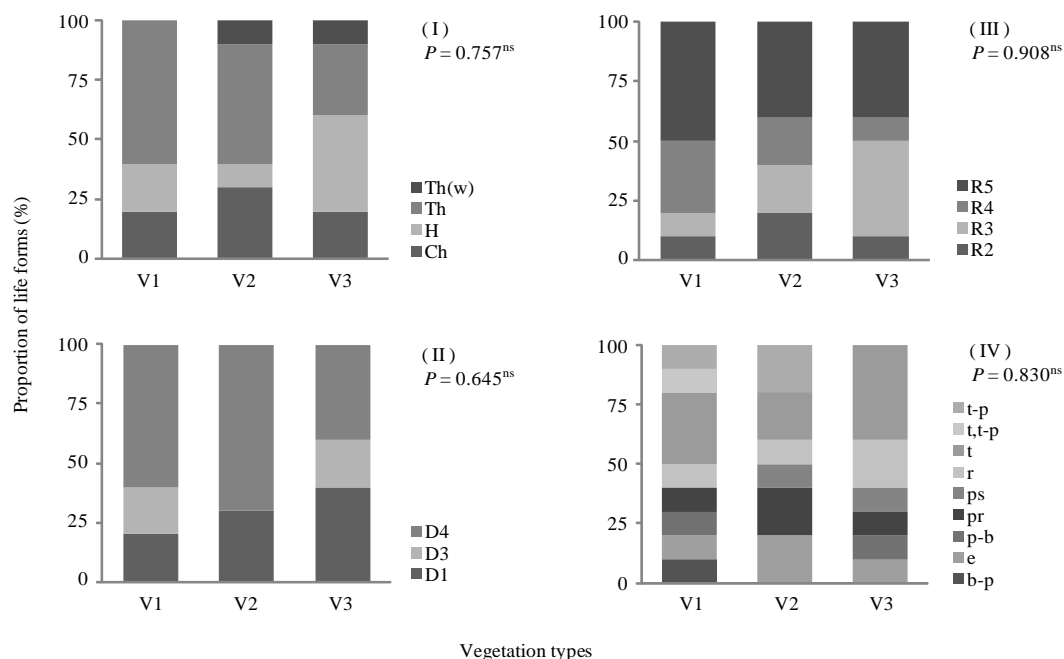 Proportion of life forms (%)
100
75
50
25
0
V1 V2 V3
( I )
P = 0.757ns
Th(w)
Th
H
Ch
100
75
50
25
0
V1 V2 V3
( III )
P = 0.908ns
R5
R4
R3
R2
100
75
50
25
0
V1 V2 V3
( II )
P = 0.645ns
D4
D3
D1
100
75
50
25
0
V1 V2 V3
( IV )
P = 0.830ns
t-p
t,t-p
t
r
ps
pr
p-b
e
b-p
Vegetation types